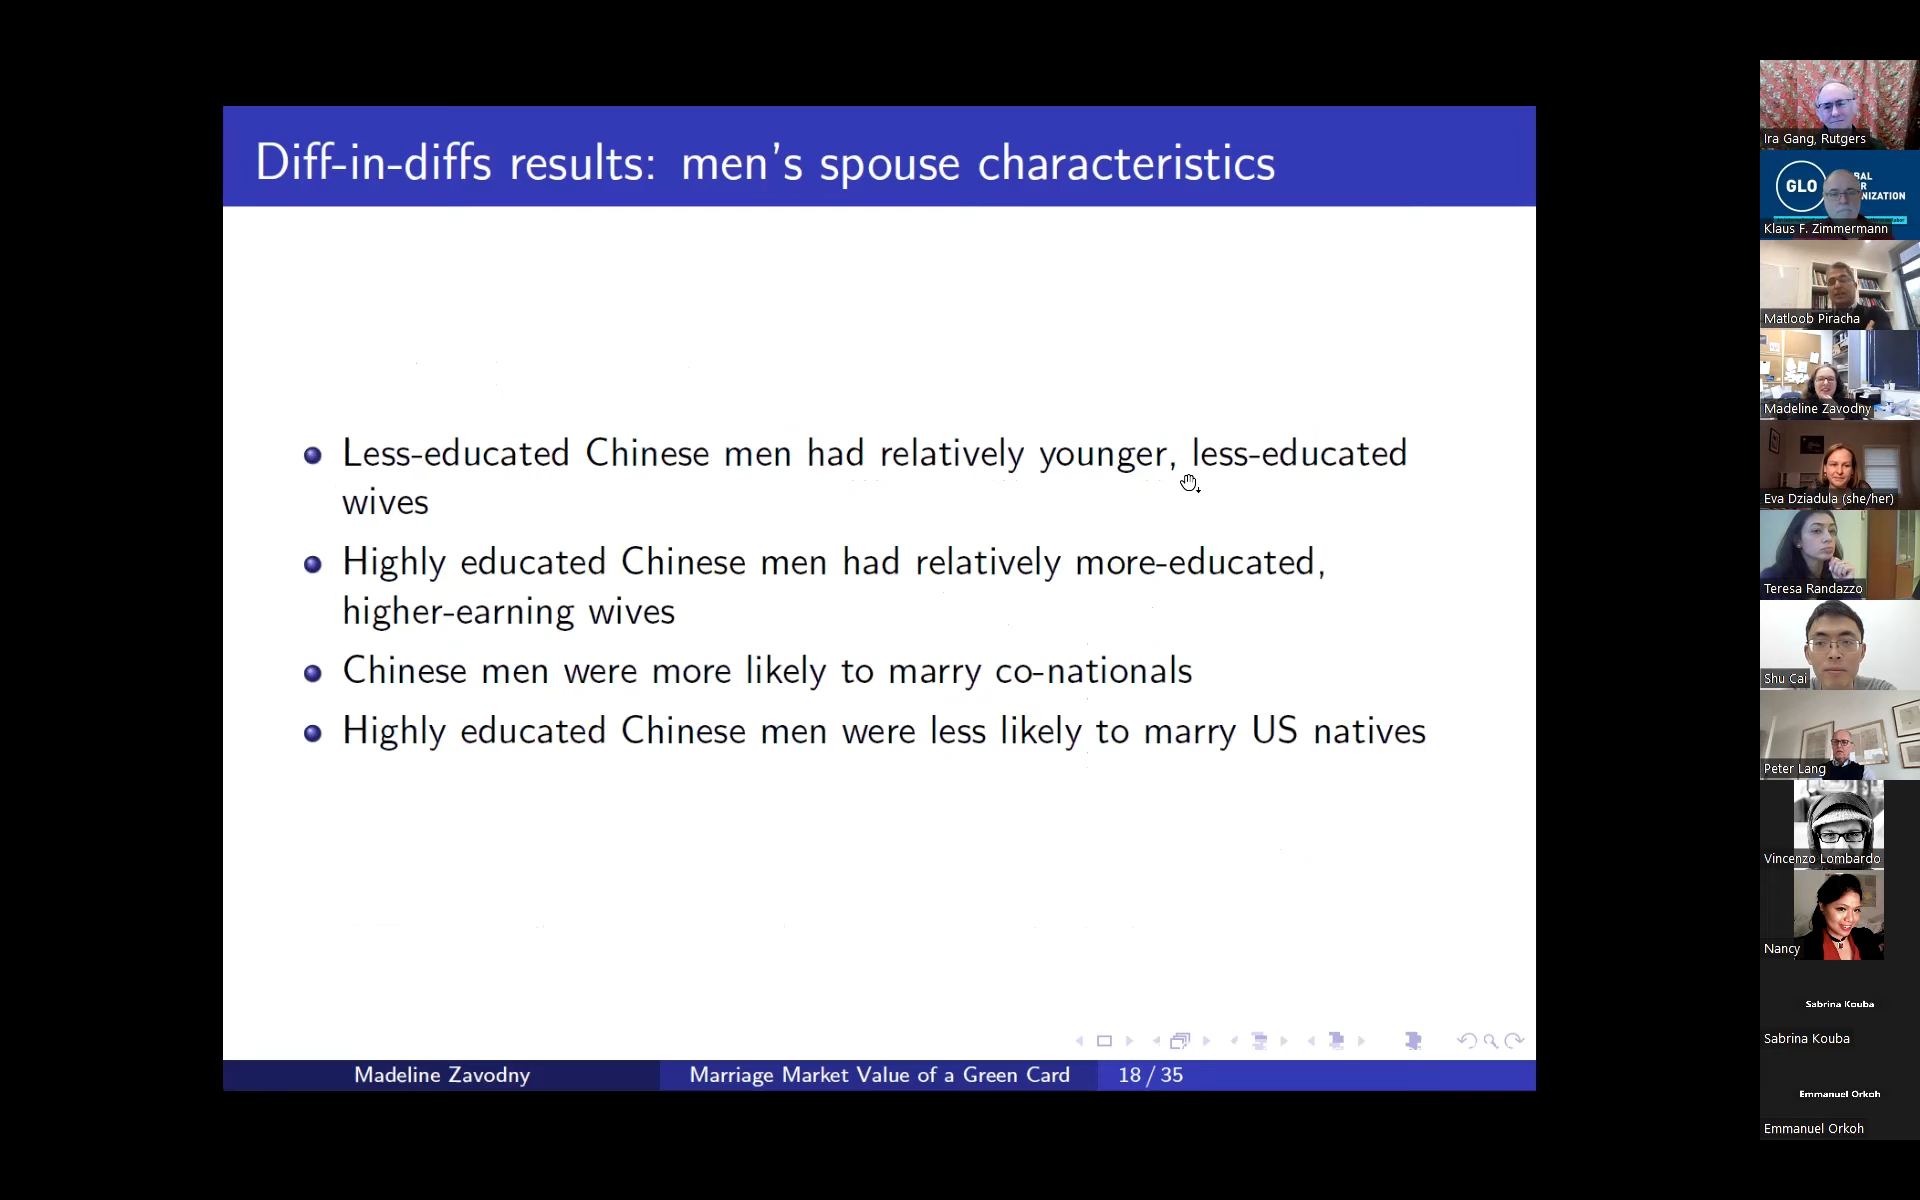 Diff-in-diffs results: men's spouse characteristics
Less-educated Chinese men had relatively younger, less-educated
wives
Highly educated Chinese men had relatively more-educated,
higher-earning wives
Chinese men were more likely to marry co-nationals
Highly educated Chinese men were less likely to marry US natives
Madeline Zavodny
Marriage Market Value of a Green Card
18 / 35
Ira Gang, Rutgers
GLO
Klaus F. Zimmermann
Matloob Piracha
Madeline Zavodny
Eva Dziadula (she/her)
Teresa Randazzo
Shu Cai
Peter Lang
Vincenzo Lombardo
Nancy
Sabrina Kouba
Sabrina Kouba
Emmanuel Orkoh
Emmanuel Orkoh